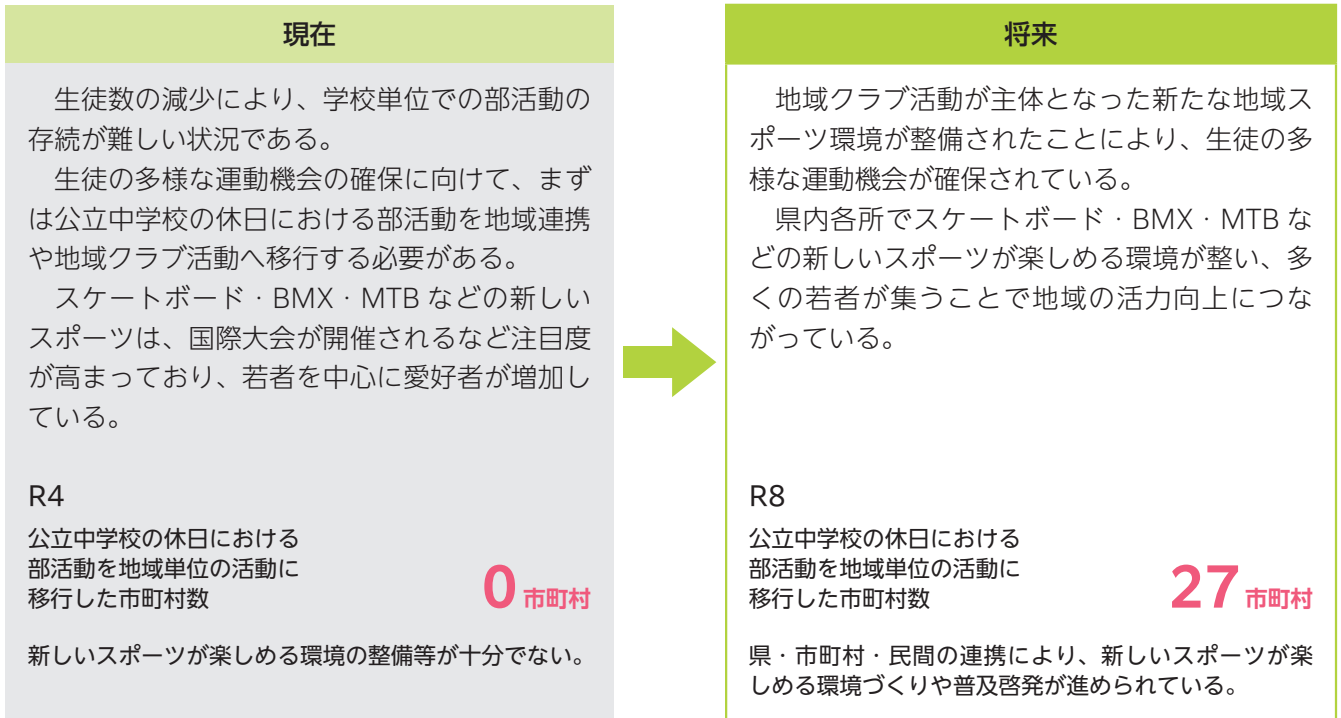 現在
　生徒数の減少により、学校単位での部活動の
存続が難しい状況である。
　生徒の多様な運動機会の確保に向けて、まず
は公立中学校の休日における部活動を地域連携
や地域クラブ活動へ移行する必要がある。
　スケートボード・BMX・MTB などの新しい
スポーツは、国際大会が開催されるなど注目度
が高まっており、若者を中心に愛好者が増加し
ている。
R4
公立中学校の休日における
部活動を地域単位の活動に
移行した市町村数
0 市町村
新しいスポーツが楽しめる環境の整備等が十分でない。
将来
　地域クラブ活動が主体となった新たな地域ス
ポーツ環境が整備されたことにより、生徒の多
様な運動機会が確保されている。
　県内各所でスケートボード・BMX・MTB な
どの新しいスポーツが楽しめる環境が整い、多
くの若者が集うことで地域の活力向上につな
がっている。
R8
公立中学校の休日における
部活動を地域単位の活動に
移行した市町村数
27 市町村
県・市町村・民間の連携により、新しいスポーツが楽
しめる環境づくりや普及啓発が進められている。